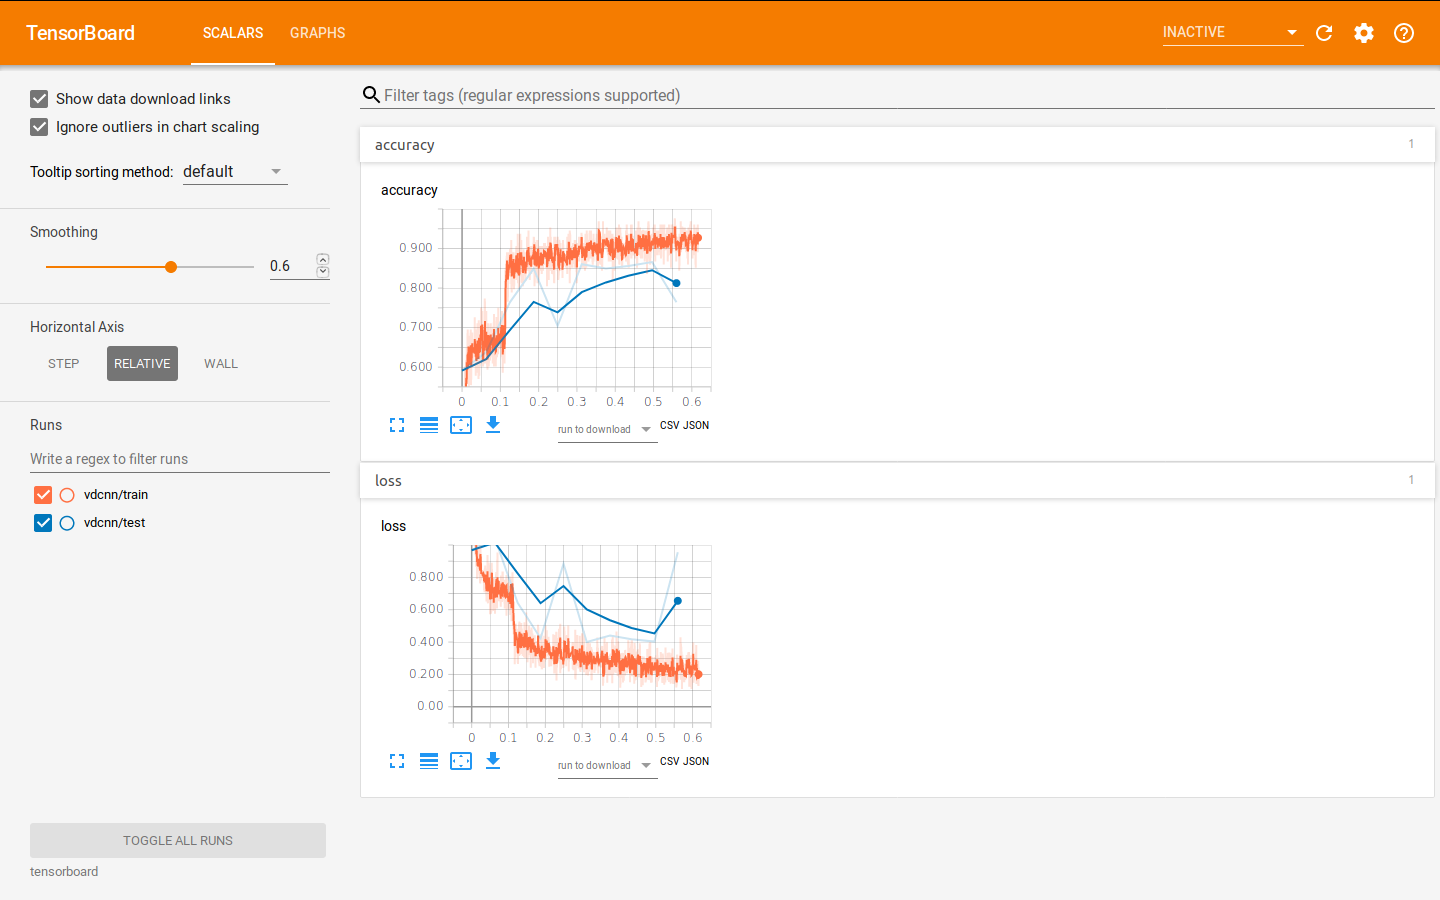 TensorBoard SCALARS GRAPHS INACTIVE
Show data download links
Ignore outliers in chart scaling
Tooltip sorting method: default
Smoothing
0.6
Horizontal Axis
STEP RELATIVE WALL
Runs
Write a regex to filter runs
vdcnn/train
vdcnn/test
TOGGLE ALL RUNS
tensorboard
Filter tags (regular expressions supported)
accuracy 1
accuracy
0.900
0.800
0.700
0.600
0 0.1 0.2 0.3 0.4 0.5 0.6
run to download CSV JSON
loss 1
loss
0.800
0.600
0.400
0.200
0.00
0 0.1 0.2 0.3 0.4 0.5 0.6
run to download CSV JSON